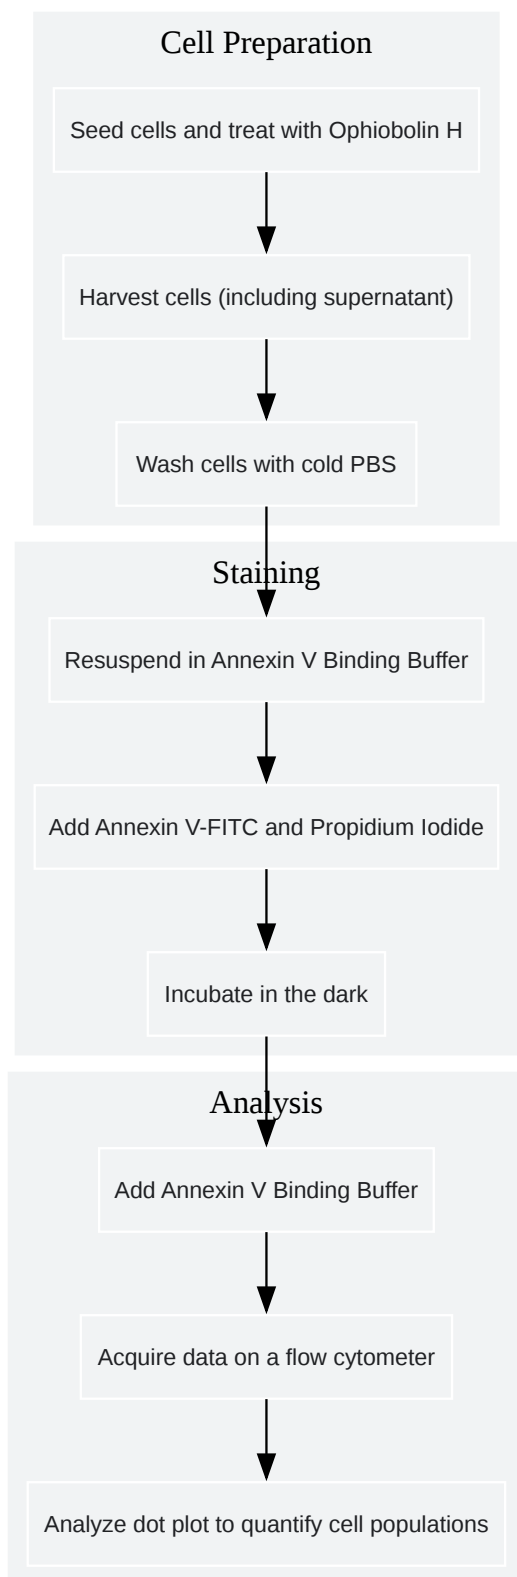 Cell Preparation
Seed cells and treat with Ophiobolin H
Harvest cells (including supernatant)
Wash cells with cold PBS
Staining
Resuspend in Annexin V Binding Buffer
Add Annexin V-FITC and Propidium Iodide
Incubate in the dark
Analysis
Add Annexin V Binding Buffer
Acquire data on a flow cytometer
Analyze dot plot to quantify cell populations